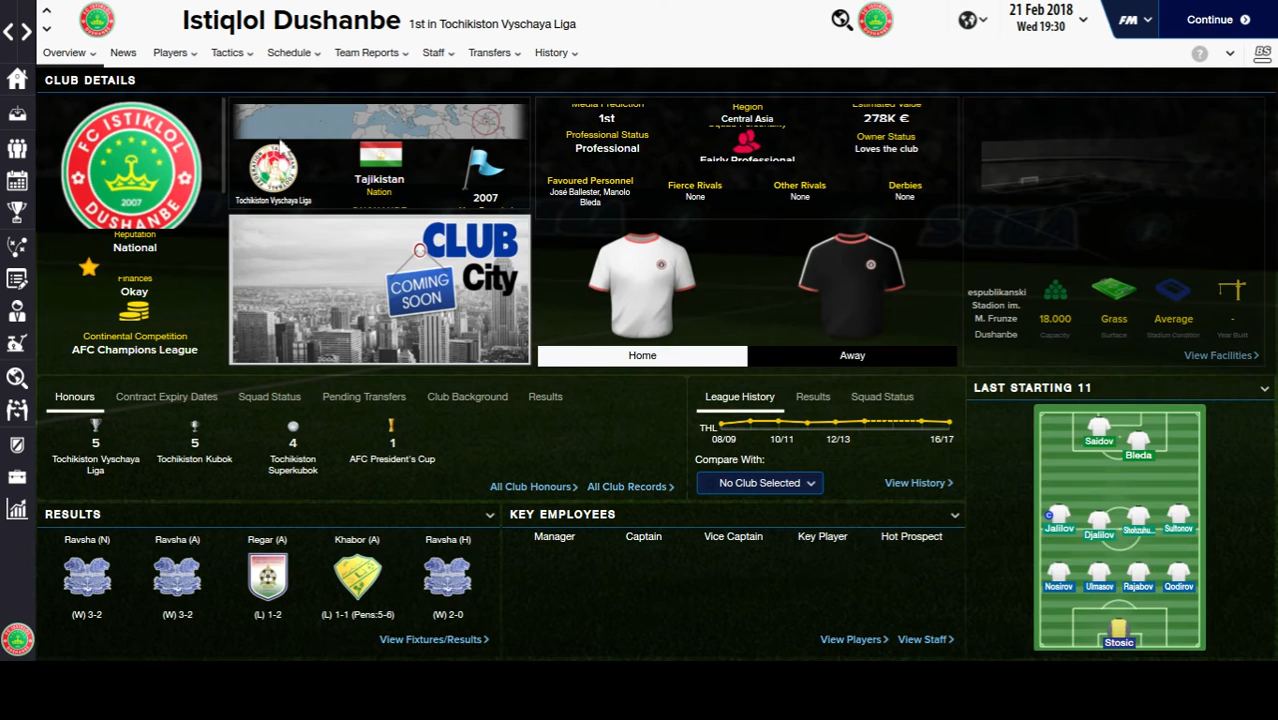 Istiqlol Dushanbe 1st in Tochikiston Vyschaya Liga
21 Feb 2018
Wed 19:30
FM
Continue
Overview News Players Tactics Schedule Team Reports Staff Transfers History
?
BS
CLUB DETAILS
FC ISTIKLOL
2007
DUSHANBE
Reputation
National
Finances
Okay
Continental Competition
AFC Champions League
Tochikiston Vyschaya Liga
Tajikistan
Nation
2007
CLUB
City
COMING
SOON
Media Prediction
1st
Professional Status
Professional
Favoured Personnel
José Ballester, Manolo
Bleda
Region
Central Asia
Squad Personality
Fairly Professional
Fierce Rivals
None
Estimated Value
278K €
Owner Status
Loves the club
Other Rivals
None
Derbies
None
Home
Away
espublikanski
Stadion im.
M. Frunze
Dushanbe
18.000
Capacity
Grass
Surface
Average
Stadium Condition
-
Year Built
View Facilities
Honours Contract Expiry Dates Squad Status Pending Transfers Club Background Results
5
Tochikiston Vyschaya
Liga
5
Tochikiston Kubok
4
Tochikiston
Superkubok
1
AFC President's Cup
All Club Honours
All Club Records
League History Results Squad Status
THL
08/09 10/11 12/13 16/17
Compare With:
No Club Selected
View History
LAST STARTING 11
Saidov
Bleda
C
Jalilov
Djalilov
Shohzuhu...
Sultonov
Nosirov
Umasov
Rajabov
Qodirov
Stosic
RESULTS
Ravsha (N) Ravsha (A) Regar (A) Khabor (A) Ravsha (H)
(W) 3-2 (W) 3-2 (L) 1-2 (L) 1-1 (Pens:5-6) (W) 2-0
View Fixtures/Results
KEY EMPLOYEES
Manager Captain Vice Captain Key Player Hot Prospect
View Players
View Staff